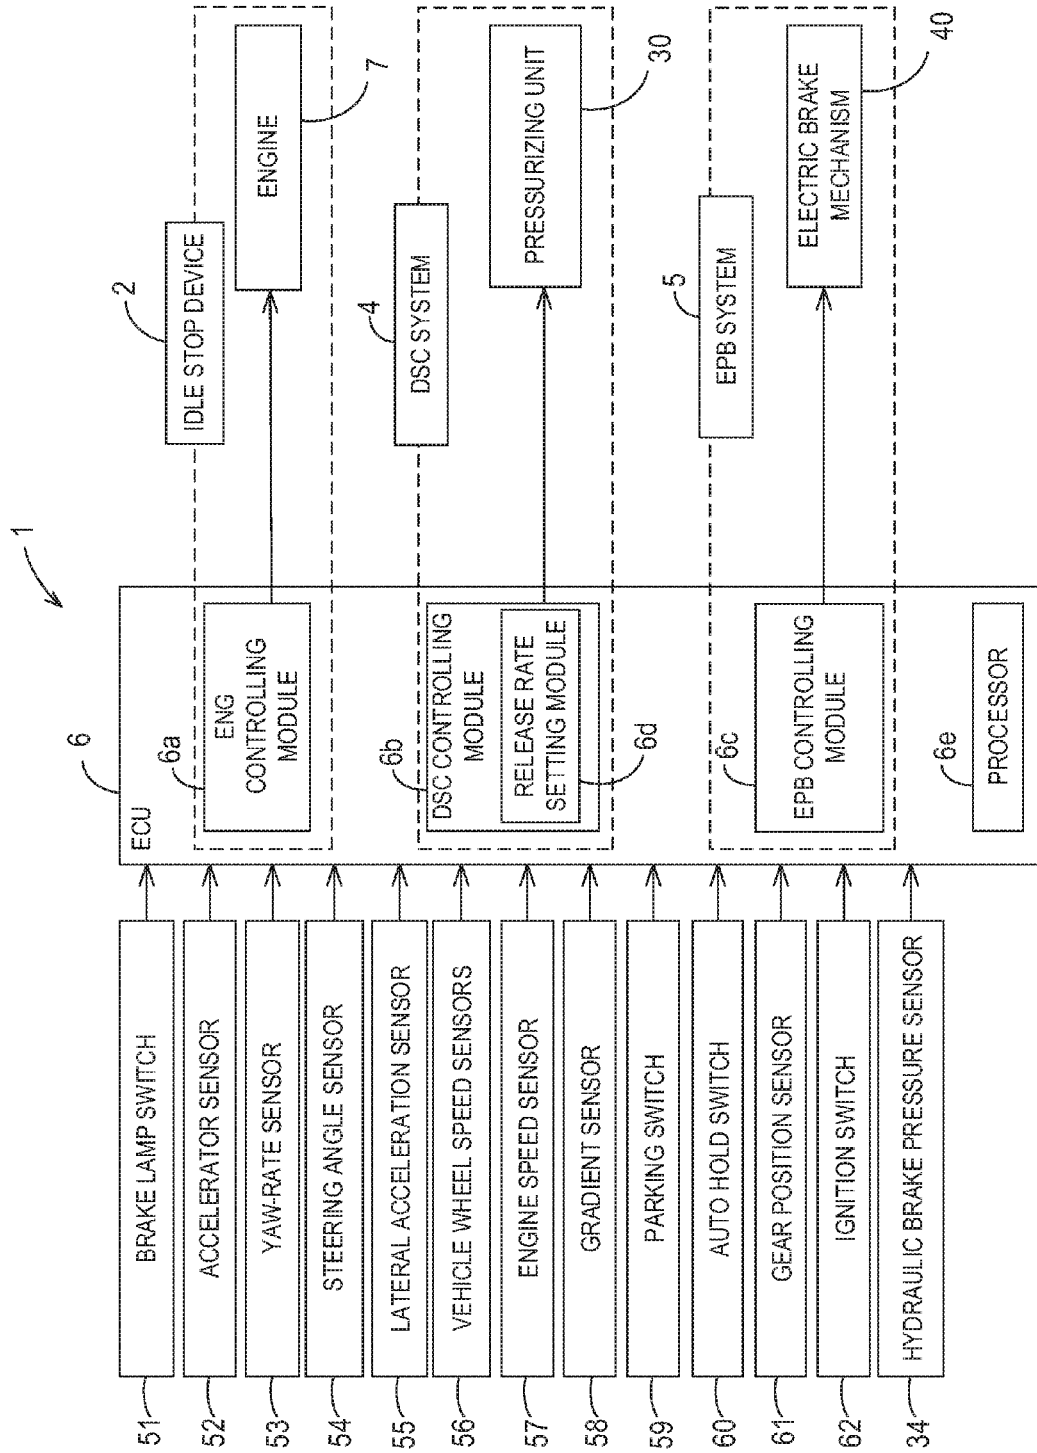 1
51
BRAKE LAMP SWITCH
52
ACCELERATOR SENSOR
53
YAW-RATE SENSOR
54
STEERING ANGLE SENSOR
55
LATERAL ACCELERATION SENSOR
56
VEHICLE WHEEL SPEED SENSORS
57
ENGINE SPEED SENSOR
58
GRADIENT SENSOR
59
PARKING SWITCH
60
AUTO HOLD SWITCH
61
GEAR POSITION SENSOR
62
IGNITION SWITCH
34
HYDRAULIC BRAKE PRESSURE SENSOR
6
ECU
6a
ENG
CONTROLLING
MODULE
6b
DSC CONTROLLING
MODULE
RELEASE RATE
SETTING MODULE
6d
6c
EPB CONTROLLING
MODULE
6e
PROCESSOR
2
IDLE STOP DEVICE
ENGINE
7
4
DSC SYSTEM
PRESSURIZING UNIT
30
5
EPB SYSTEM
ELECTRIC BRAKE
MECHANISM
40